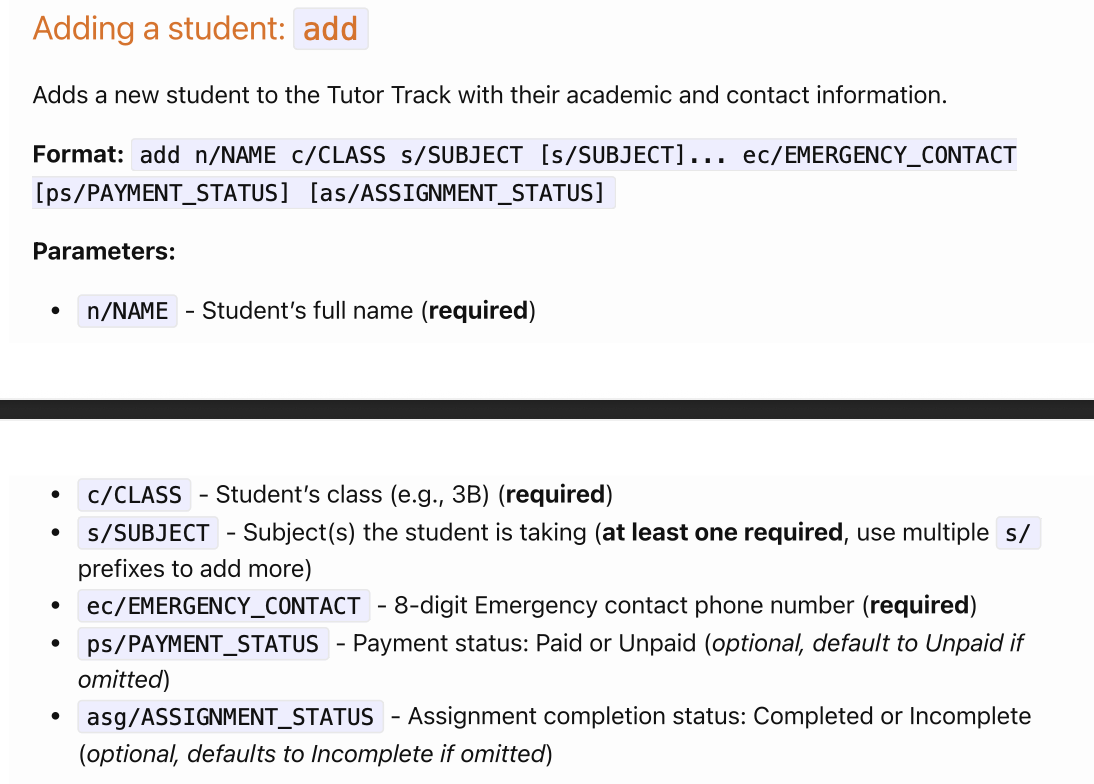 Adding a student: add
Adds a new student to the Tutor Track with their academic and contact information.
Format: add n/NAME c/CLASS s/SUBJECT [s/SUBJECT]... ec/EMERGENCY_CONTACT
[ps/PAYMENT_STATUS] [as/ASSIGNMENT_STATUS]
Parameters:
• n/NAME - Student’s full name (required)
• c/CLASS - Student’s class (e.g., 3B) (required)
• s/SUBJECT - Subject(s) the student is taking (at least one required, use multiple s/
prefixes to add more)
• ec/EMERGENCY_CONTACT - 8-digit Emergency contact phone number (required)
• ps/PAYMENT_STATUS - Payment status: Paid or Unpaid (optional, default to Unpaid if
omitted)
• asg/ASSIGNMENT_STATUS - Assignment completion status: Completed or Incomplete
(optional, defaults to Incomplete if omitted)